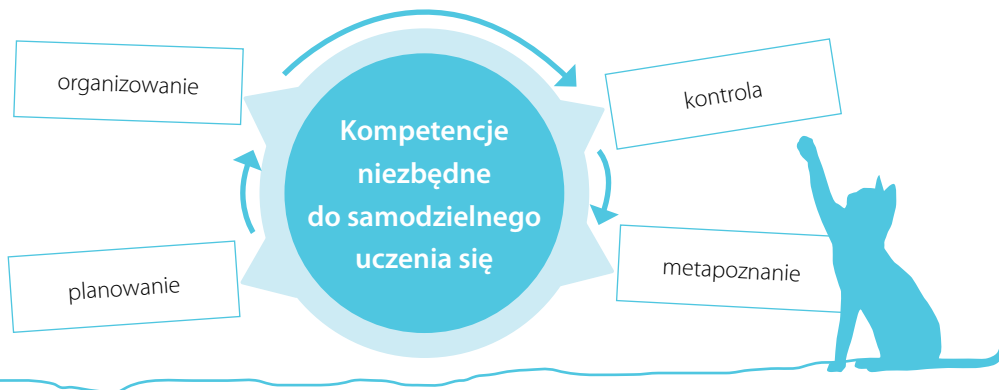 organizowanie
kontrola
Kompetencje
niezbędne
do samodzielnego
uczenia się
planowanie
metapoznanie